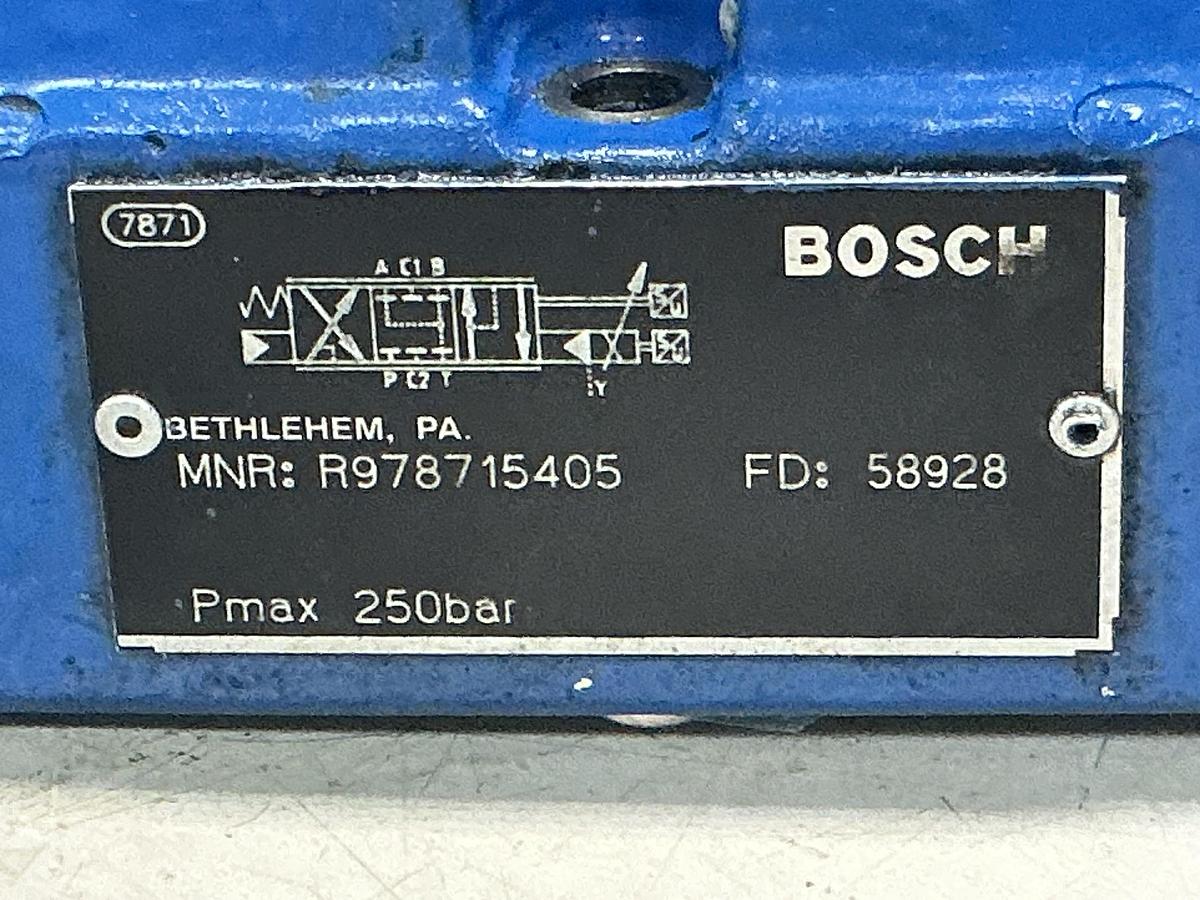 7871
BOSCH
A C1 B
P C2 T
Y
BETHLEHEM, PA.
MNR: R978715405 FD: 58928
Pmax 250bar